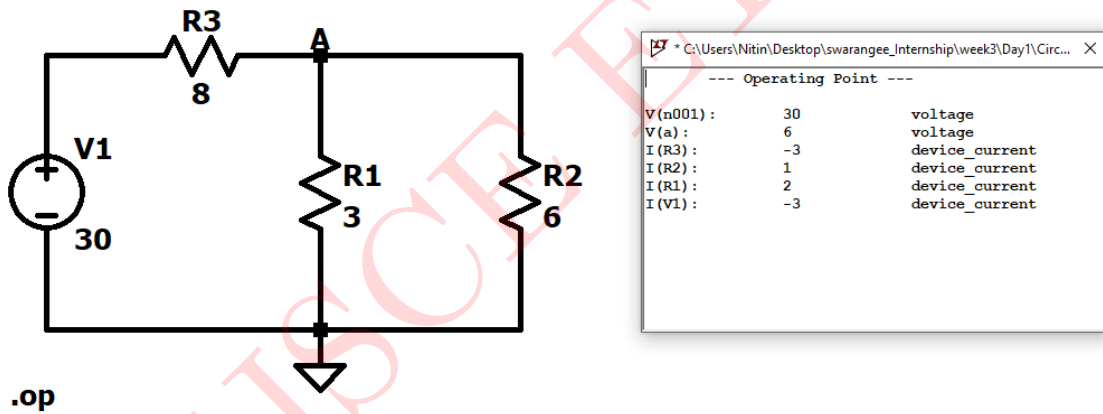 R3
8
A
V1
30
R1
3
R2
6
.op
* C:\Users\Nitin\Desktop\swarangee_Internship\week3\Day1\Circ...
--- Operating Point ---
V(n001): 30 voltage
V(a): 6 voltage
I(R3): -3 device_current
I(R2): 1 device_current
I(R1): 2 device_current
I(V1): -3 device_current